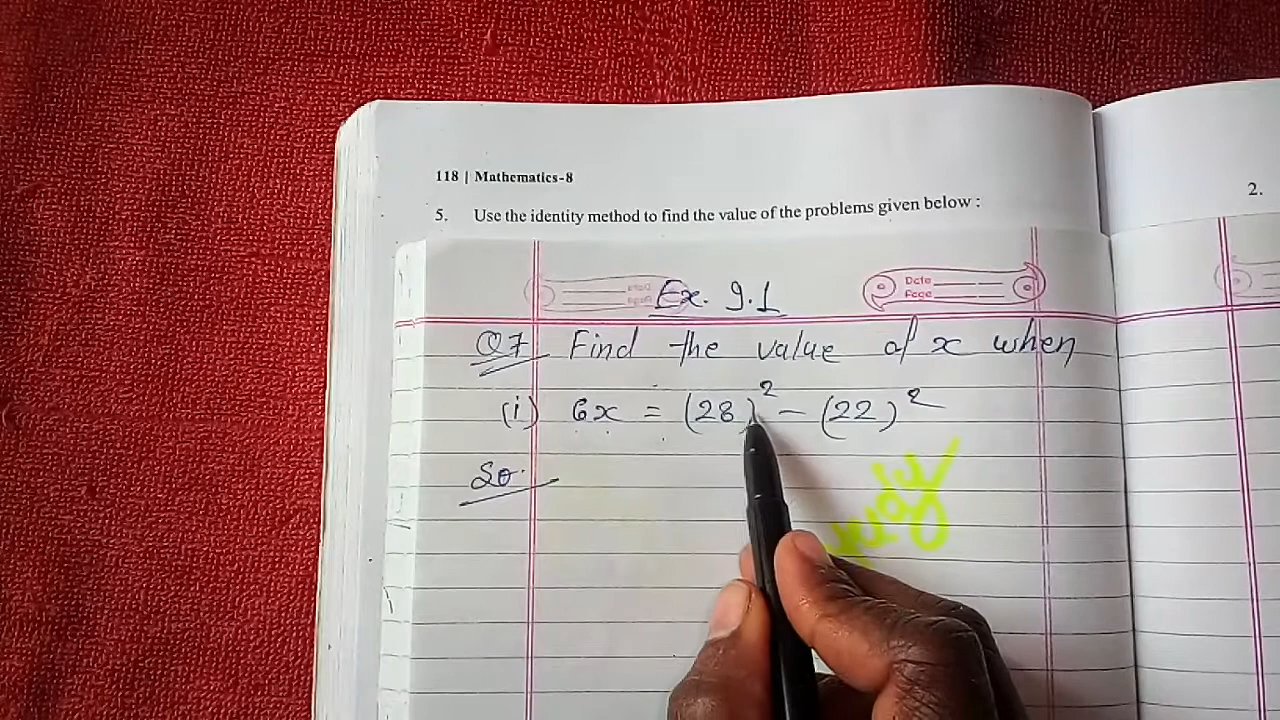 118 | Mathematics-8
2.
5. Use the identity method to find the value of the problems given below :
Date
Page
Ex. 9.1
Q7 Find the value of x when
(i) 6x = (28)² - (22)²
So.